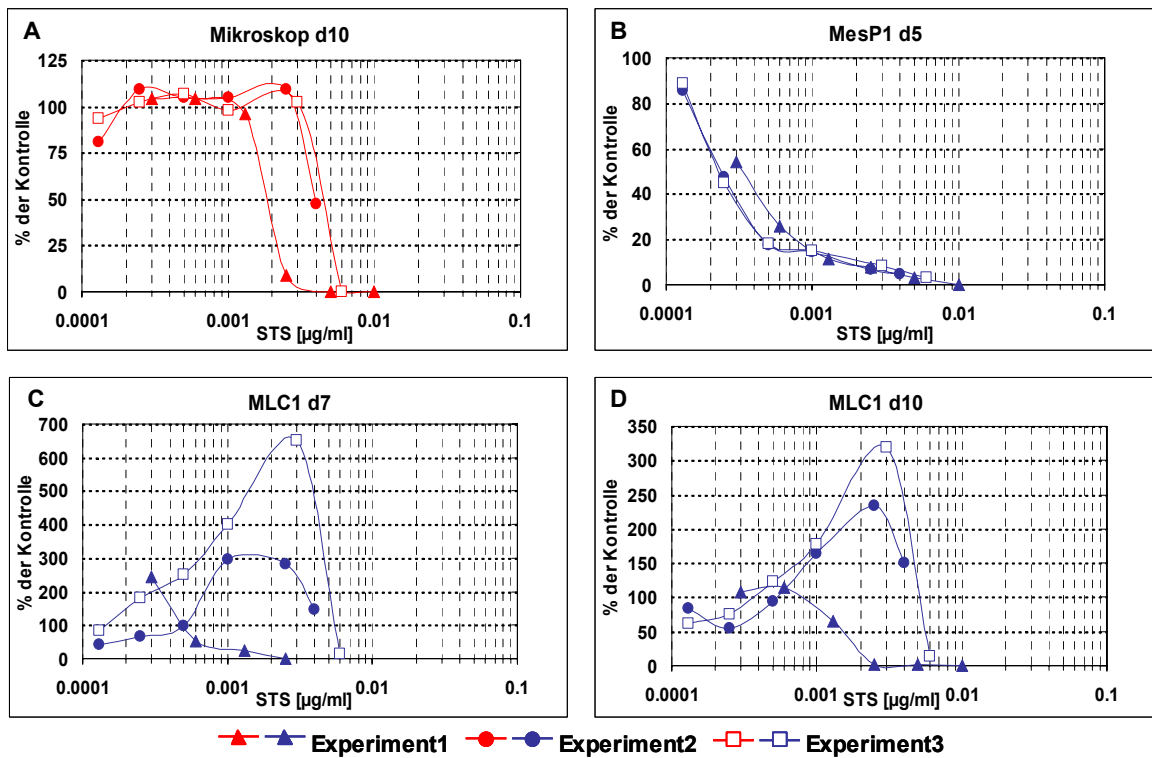 A
Mikroskop d10
% der Kontrolle
125
100
75
50
25
0
0.0001
0.001
0.01
0.1
STS [µg/ml]
B
MesP1 d5
% der Kontrolle
100
80
60
40
20
0
0.0001
0.001
0.01
0.1
STS [µg/ml]
C
MLC1 d7
% der Kontrolle
700
600
500
400
300
200
100
0
0.0001
0.001
0.01
0.1
STS [µg/ml]
D
MLC1 d10
% der Kontrolle
350
300
250
200
150
100
50
0
0.0001
0.001
0.01
0.1
STS [µg/ml]
Experiment1 Experiment2 Experiment3